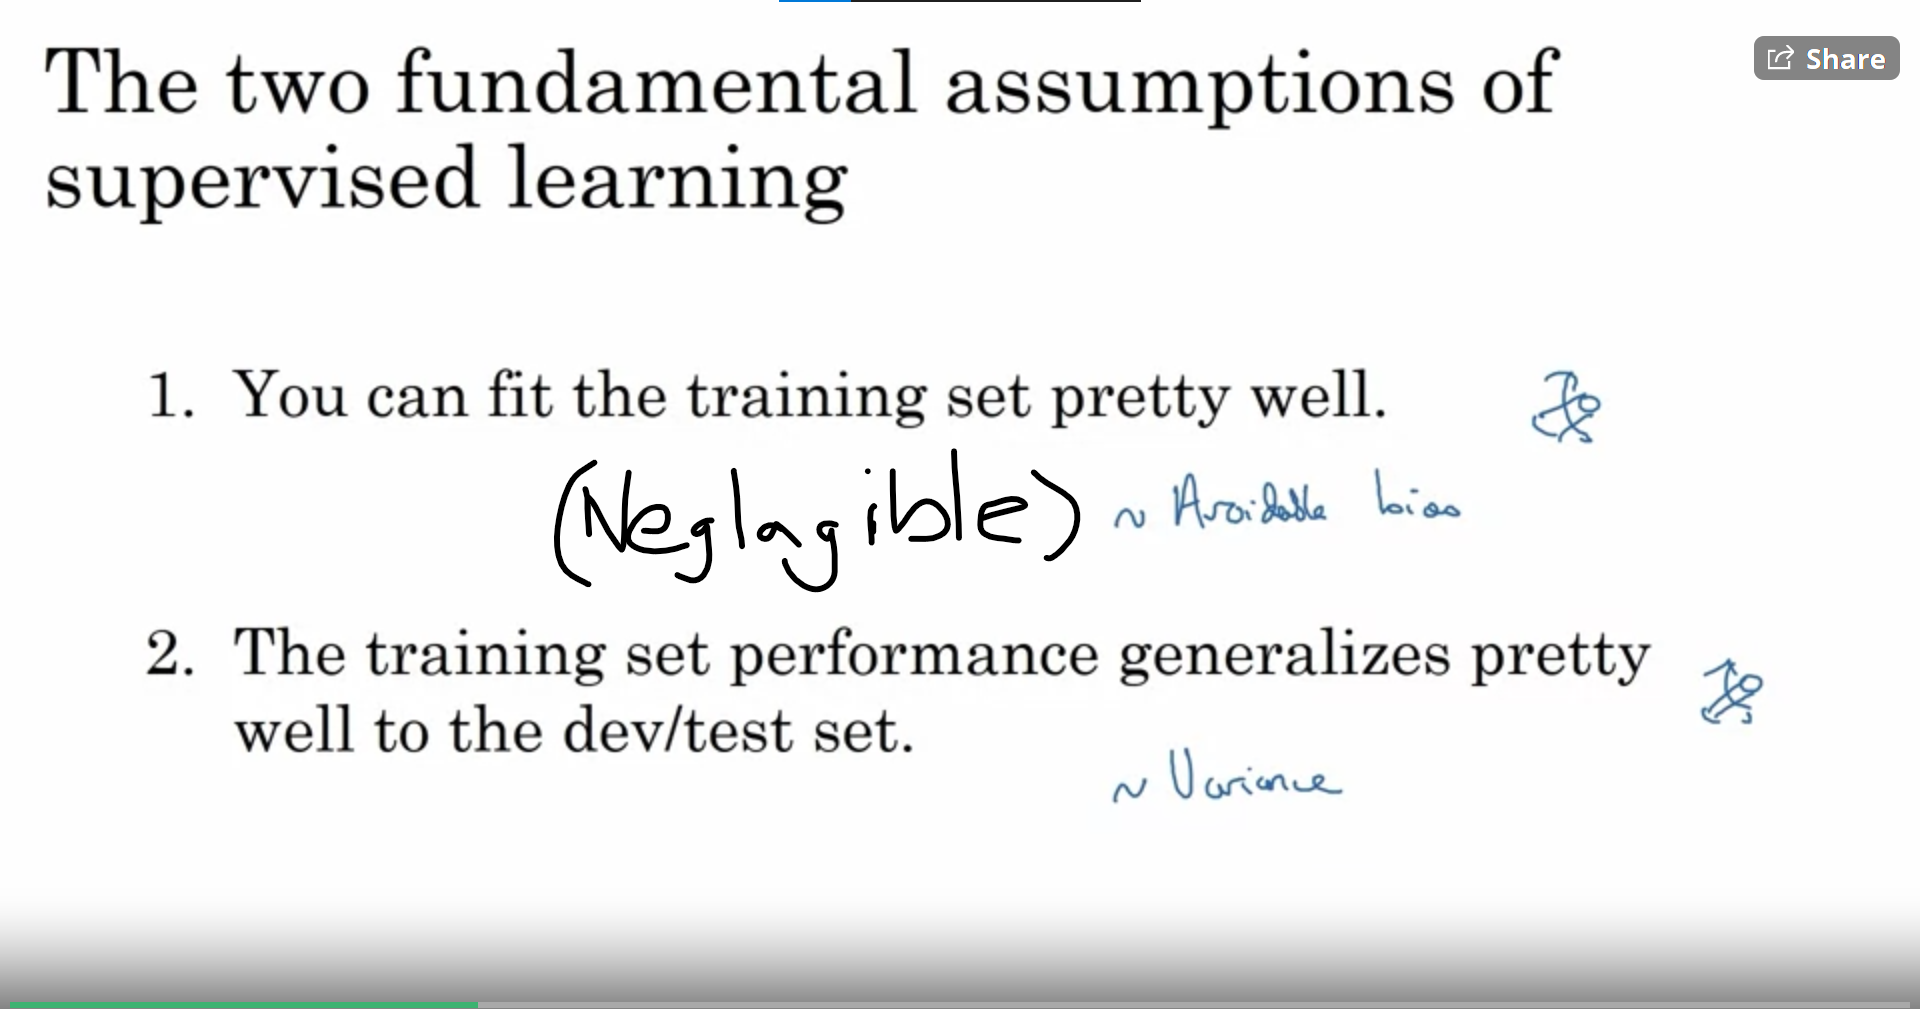 Share
The two fundamental assumptions of
supervised learning
1. You can fit the training set pretty well.
(Neglagible) ~ Avoidable bias
2. The training set performance generalizes pretty
well to the dev/test set.
~ Variance